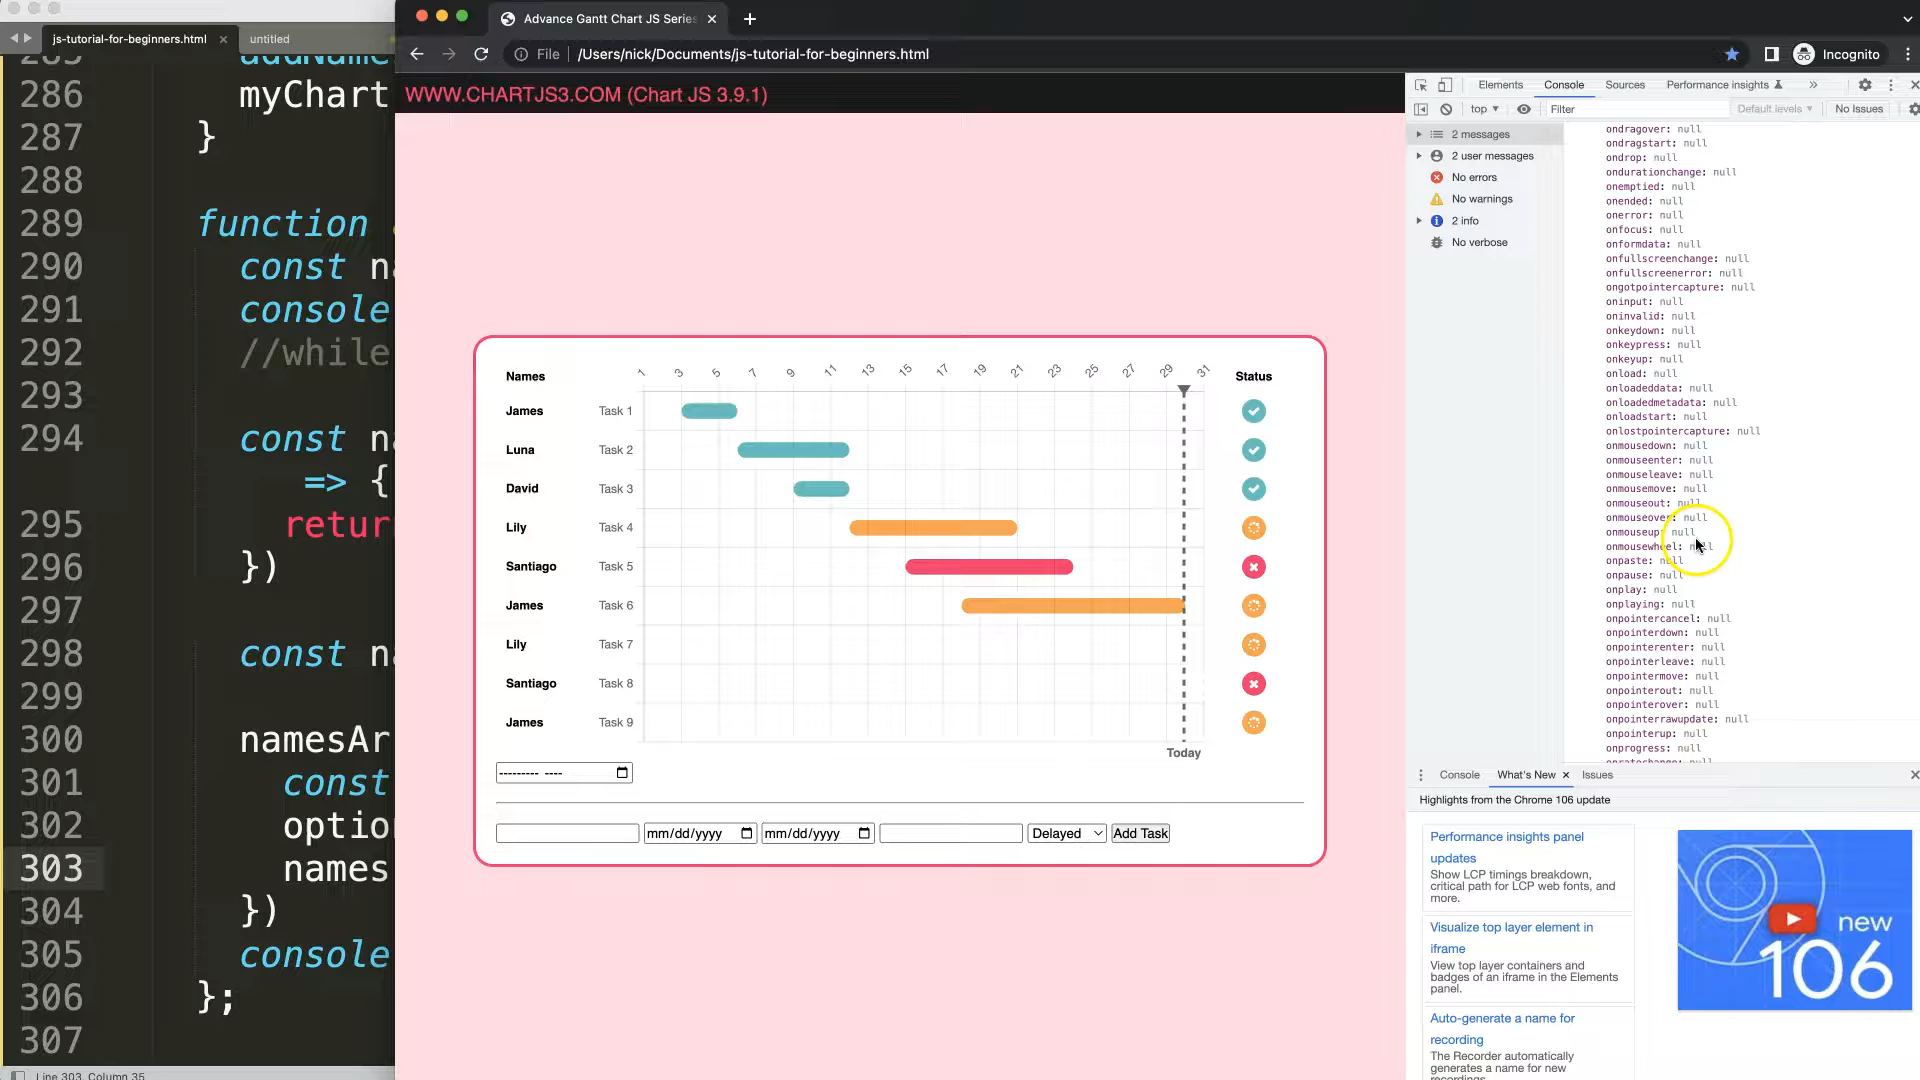 js-tutorial-for-beginners.html
untitled
286 myChart
287 }
288
289 function
290 const na
291 console
292 //while
293
294 const na
=> {
295 return
296 })
297
298 const na
299
300 namesAr
301 const
302 option
303 names
304 })
305 console
306 };
307
Line 303, Column 35
Advance Gantt Chart JS Series
File
/Users/nick/Documents/js-tutorial-for-beginners.html
Incognito
WWW.CHARTJS3.COM (Chart JS 3.9.1)
Names
1 3 5 7 9 11 13 15 17 19 21 23 25 27 29 31
Status
James Task 1
Luna Task 2
David Task 3
Lily Task 4
Santiago Task 5
James Task 6
Lily Task 7
Santiago Task 8
James Task 9
Today
--------- ----
mm/dd/yyyy
mm/dd/yyyy
Delayed
Add Task
Elements Console Sources Performance insights »
top
Filter
Default levels
No Issues
2 messages
2 user messages
No errors
No warnings
2 info
No verbose
ondragover: null
ondragstart: null
ondrop: null
ondurationchange: null
onemptied: null
onended: null
onerror: null
onfocus: null
onformdata: null
onfullscreenchange: null
onfullscreenerror: null
ongotpointercapture: null
oninput: null
oninvalid: null
onkeydown: null
onkeypress: null
onkeyup: null
onload: null
onloadeddata: null
onloadedmetadata: null
onloadstart: null
onlostpointercapture: null
onmousedown: null
onmouseenter: null
onmouseleave: null
onmousemove: null
onmouseout: null
onmouseover: null
onmouseup: null
onmousewheel: null
onpaste: null
onpause: null
onplay: null
onplaying: null
onpointercancel: null
onpointerdown: null
onpointerenter: null
onpointerleave: null
onpointermove: null
onpointerout: null
onpointerover: null
onpointerrawupdate: null
onpointerup: null
onprogress: null
onratechange: null
Console What's New Issues
Highlights from the Chrome 106 update
Performance insights panel
updates
Show LCP timings breakdown,
critical path for LCP web fonts, and
more.
Visualize top layer element in
iframe
View top layer containers and
badges of an iframe in the Elements
panel.
Auto-generate a name for
recording
The Recorder automatically
generates a name for new
recordings.
new
106